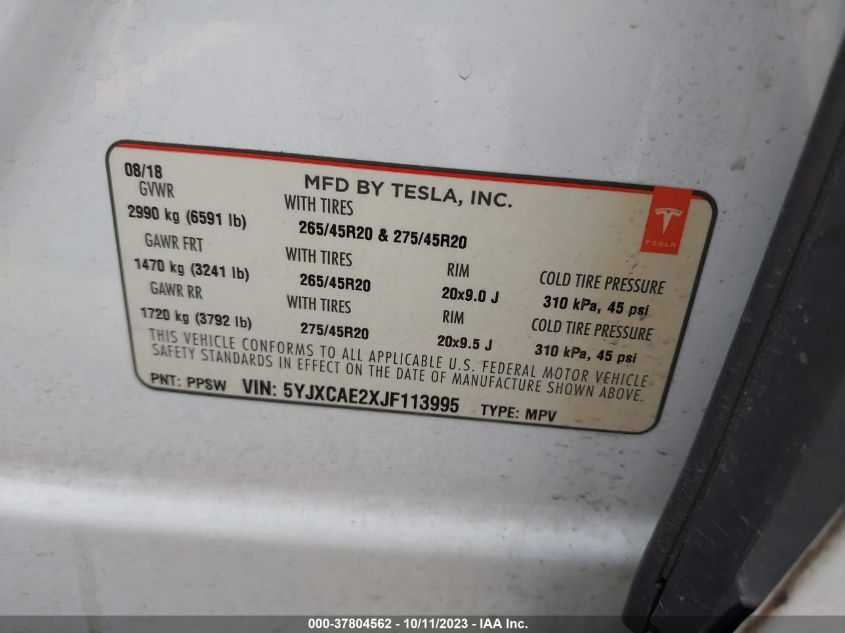 08/18 MFD BY TESLA, INC.
GVWR WITH TIRES
2990 kg (6591 lb) 265/45R20 & 275/45R20
TESLA
GAWR FRT WITH TIRES RIM COLD TIRE PRESSURE
1470 kg (3241 lb) 265/45R20 20x9.0 J 310 kPa, 45 psi
GAWR RR WITH TIRES RIM COLD TIRE PRESSURE
1720 kg (3792 lb) 275/45R20 20x9.5 J 310 kPa, 45 psi
THIS VEHICLE CONFORMS TO ALL APPLICABLE U.S. FEDERAL MOTOR VEHICLE
SAFETY STANDARDS IN EFFECT ON THE DATE OF MANUFACTURE SHOWN ABOVE.
PNT: PPSW VIN: 5YJXCAE2XJF113995 TYPE: MPV
000-37804562 - 10/11/2023 - IAA Inc.